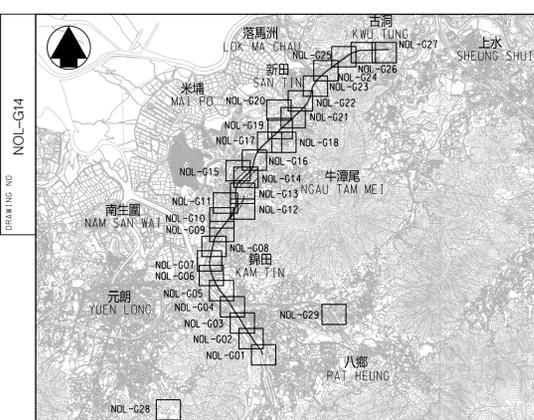 古洞
KWU TUNG
落馬洲
LOK MA CHAU
上水
SHEUNG SHUI
NOL-G27
NOL-G26
NOL-G25
NOL-G24
NOL-G23
新田
SAN TIN
NOL-G22
NOL-G21
米埔
MAI PO
NOL-G20
NOL-G19
NOL-G18
NOL-G17
NOL-G16
NOL-G15
NOL-G14
牛潭尾
NGAU TAM MEI
NOL-G13
NOL-G12
NOL-G11
NOL-G10
NOL-G09
南生圍
NAM SAN WAI
NOL-G08
NOL-G07
NOL-G06
錦田
KAM TIN
NOL-G05
NOL-G04
NOL-G03
NOL-G02
NOL-G01
元朗
YUEN LONG
NOL-G29
八鄉
PAT HEUNG
NOL-G28
DRAWING NO
NOL-G14